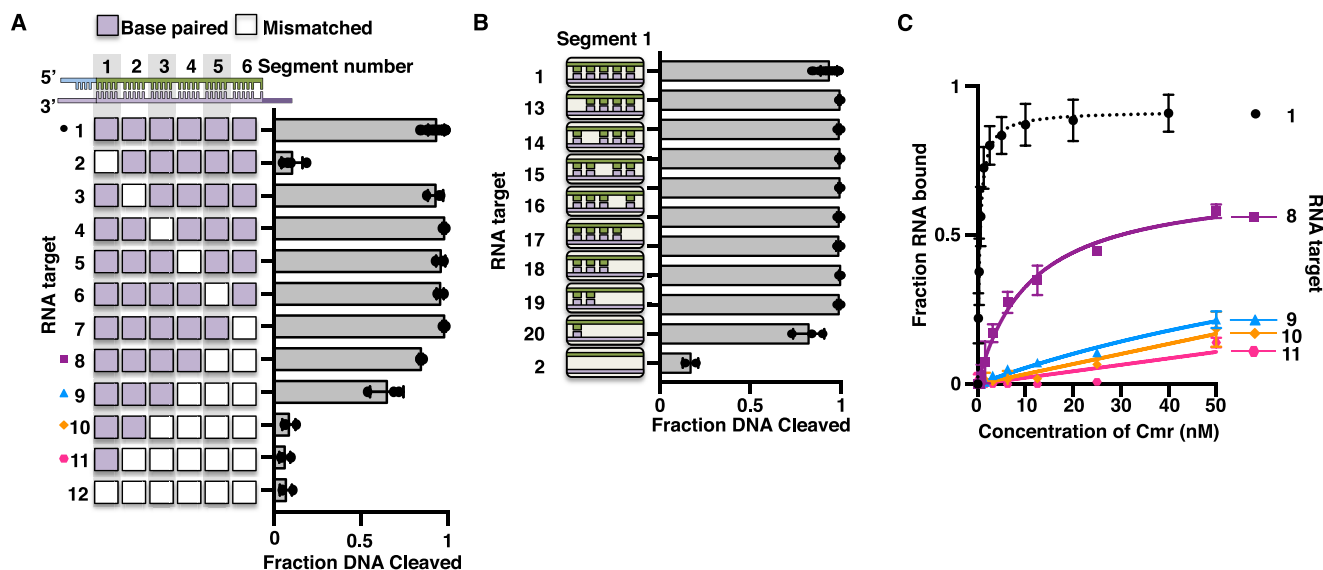 A
Base paired
Mismatched
1 2 3 4 5 6 Segment number
5’
3’
RNA target
1
2
3
4
5
6
7
8
9
10
11
12
0 0.5 1
Fraction DNA Cleaved
B
Segment 1
RNA target
1
13
14
15
16
17
18
19
20
2
0 0.5 1
Fraction DNA Cleaved
C
Fraction RNA bound
1
0.5
0
0 10 20 30 40 50
Concentration of Cmr (nM)
1
8
9
10
11
RNA target